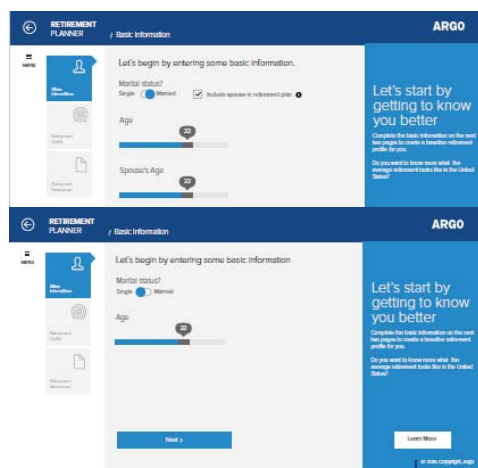 RETIREMENT
PLANNER
/ Basic Information
ARGO
MENU
Let's begin by entering some basic information.
Marital status?
Single Married Include spouse in retirement plan
Age
22
Spouse's Age
22
Let's start by
getting to know
you better
Complete the basic information on the next
two pages to create a baseline retirement
profile for you.
Do you want to know more what the
average retirement looks like in the United
States?
RETIREMENT
PLANNER
/ Basic Information
ARGO
MENU
Let's begin by entering some basic information
Marital status?
Single Married
Age
22
Next >
Let's start by
getting to know
you better
Complete the basic information on the next
two pages to create a baseline retirement
profile for you.
Do you want to know more what the
average retirement looks like in the United
States?
Learn More